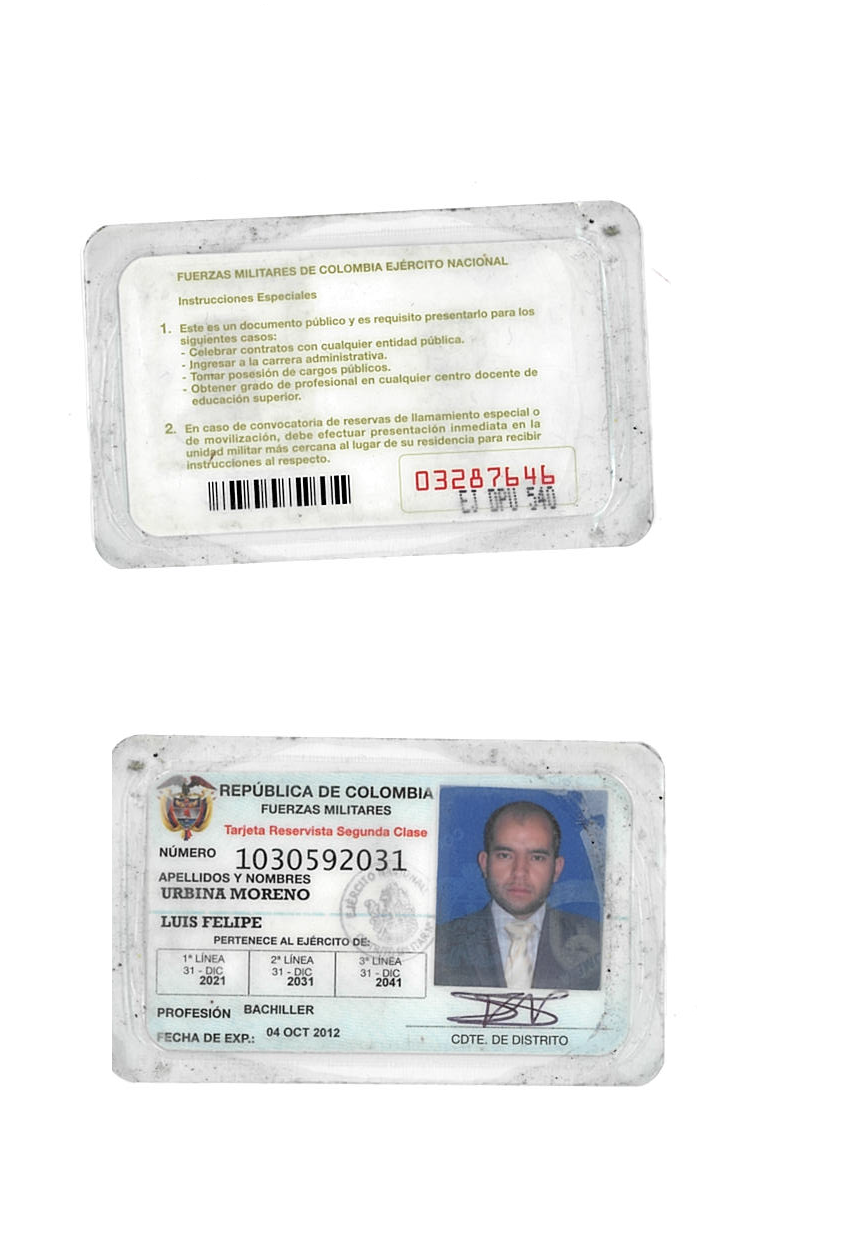 FUERZAS MILITARES DE COLOMBIA EJÉRCITO NACIONAL
Instrucciones Especiales
1. Este es un documento público y es requisito presentarlo para los
siguientes casos:
- Celebrar contratos con cualquier entidad pública.
- Ingresar a la carrera administrativa.
- Tomar posesión de cargos públicos.
- Obtener grado de profesional en cualquier centro docente de
educación superior.
2. En caso de convocatoria de reservas de llamamiento especial o
de movilización, debe efectuar presentación inmediata en la
unidad militar más cercana al lugar de su residencia para recibir
instrucciones al respecto.
03287646
EJ DPU 540
REPÚBLICA DE COLOMBIA
FUERZAS MILITARES
Tarjeta Reservista Segunda Clase
NÚMERO 1030592031
APELLIDOS Y NOMBRES
URBINA MORENO
LUIS FELIPE
PERTENECE AL EJÉRCITO DE:
1ª LÍNEA 2ª LÍNEA 3ª LÍNEA
31 - DIC 31 - DIC 31 - DIC
2021 2031 2041
PROFESIÓN BACHILLER
FECHA DE EXP.: 04 OCT 2012
CDTE. DE DISTRITO
EJÉRCITO NACIONAL